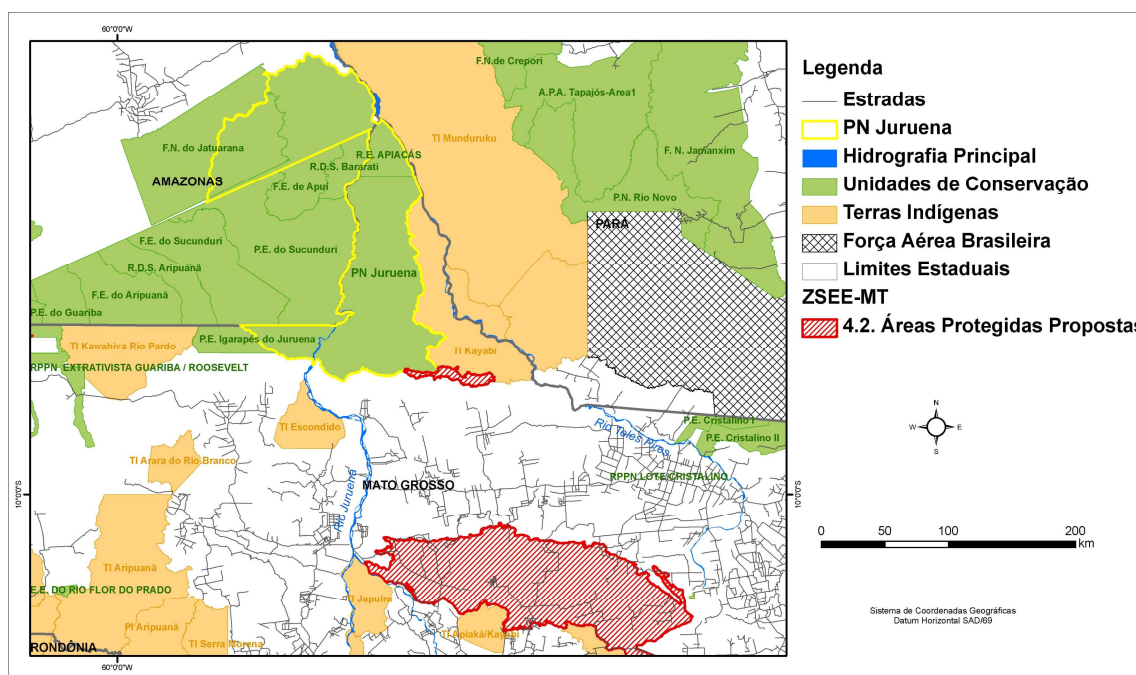 60°0'0"W
F.N.de Crepori
A.P.A. Tapajós-Area1
TI Munduruku
F.N. do Jatuarana
R.E. APIACÁS
F. N. Jamanxim
R.D.S. Bararati
AMAZONAS
F.E. de Apuí
P.N. Rio Novo
PARÁ
F.E. do Sucunduri
P.E. do Sucunduri
R.D.S. Aripuanã
PN Juruena
F.E. do Aripuanã
P.E. do Guariba
P.E. Igarapés do Juruena
TI Kawahiva Rio Pardo
TI Kayabi
RPPN EXTRATIVISTA GUARIBA / ROOSEVELT
TI Escondido
Rio Teles Pires
P.E. Cristalino I
P.E. Cristalino II
TI Arara do Rio Branco
RPPN LOTE CRISTALINO
MATO GROSSO
10°0'0"S
10°0'0"S
Rio Juruena
TI Aripuanã
E.E. DO RIO FLOR DO PRADO
TI Japuira
PI Aripuanã
TI Serra Morena
TI Apiaká/Kayabi
RONDÔNIA
60°0'0"W
Legenda
Estradas
PN Juruena
Hidrografia Principal
Unidades de Conservação
Terras Indígenas
Força Aérea Brasileira
Limites Estaduais
ZSEE-MT
4.2. Áreas Protegidas Propostas
N
W E
S
0 50 100 200
km
Sistema de Coordenadas Geográficas
Datum Horizontal SAD/69